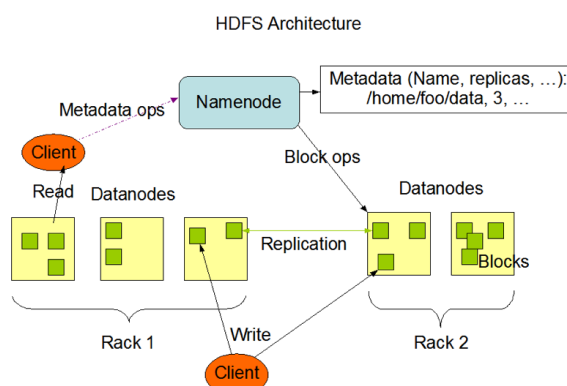 HDFS Architecture
Metadata (Name, replicas, …):
/home/foo/data, 3, …
Namenode
Metadata ops
Client
Block ops
Read
Datanodes
Datanodes
Replication
Blocks
Write
Rack 1
Rack 2
Client